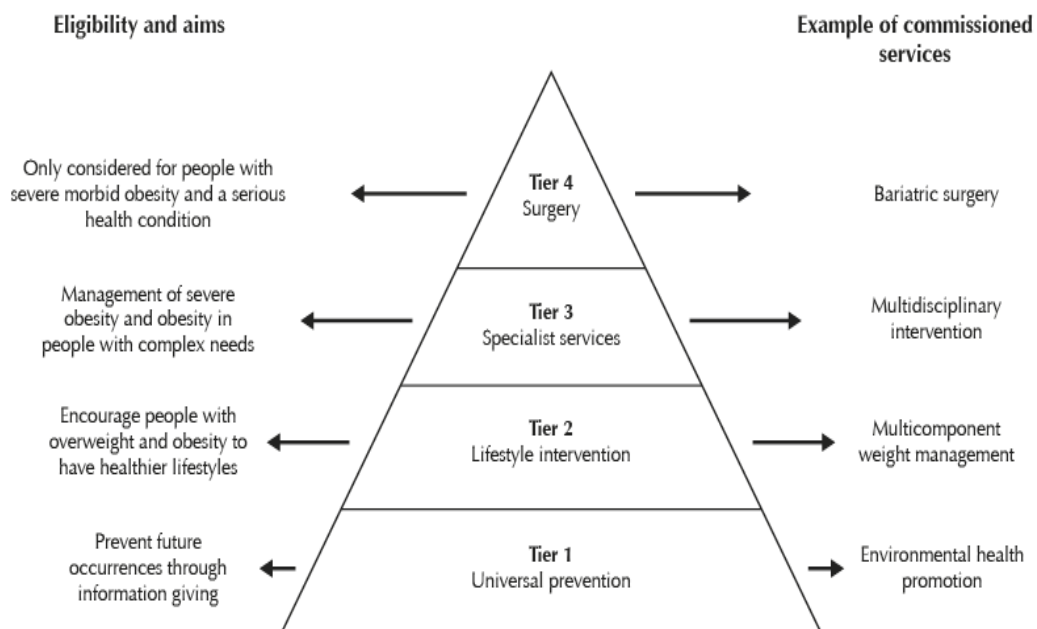 Eligibility and aims
Example of commissioned
services
Only considered for people with
severe morbid obesity and a serious
health condition
Tier 4
Surgery
Bariatric surgery
Management of severe
obesity and obesity in
people with complex needs
Tier 3
Specialist services
Multidisciplinary
intervention
Encourage people with
overweight and obesity to
have healthier lifestyles
Tier 2
Lifestyle intervention
Multicomponent
weight management
Prevent future
occurrences through
information giving
Tier 1
Universal prevention
Environmental health
promotion